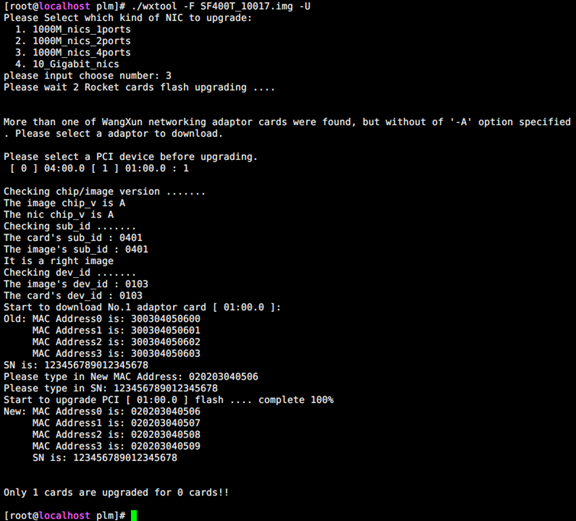 [root@localhost plm]# ./wxtool -F SF400T_10017.img -U
Please Select which kind of NIC to upgrade:
  1. 1000M_nics_1ports
  2. 1000M_nics_2ports
  3. 1000M_nics_4ports
  4. 10_Gigabit_nics
please input choose number: 3
Please wait 2 Rocket cards flash upgrading ....
More than one of WangXun networking adaptor cards were found, but without of '-A' option specified
. Please select a adaptor to download.
Please select a PCI device before upgrading.
 [ 0 ] 04:00.0 [ 1 ] 01:00.0 : 1
Checking chip/image version .......
The image chip_v is A
The nic chip_v is A
Checking sub_id .......
The card's sub_id : 0401
The image's sub_id : 0401
It is a right image
Checking dev_id .......
The image's dev_id : 0103
The card's dev_id : 0103
Start to download No.1 adaptor card [ 01:00.0 ]:
Old: MAC Address0 is: 300304050600
     MAC Address1 is: 300304050601
     MAC Address2 is: 300304050602
     MAC Address3 is: 300304050603
SN is: 123456789012345678
Please type in New MAC Address: 020203040506
Please type in SN: 123456789012345678
Start to upgrade PCI [ 01:00.0 ] flash .... complete 100%
New: MAC Address0 is: 020203040506
     MAC Address1 is: 020203040507
     MAC Address2 is: 020203040508
     MAC Address3 is: 020203040509
     SN is: 123456789012345678
Only 1 cards are upgraded for 0 cards!!
[root@localhost plm]#